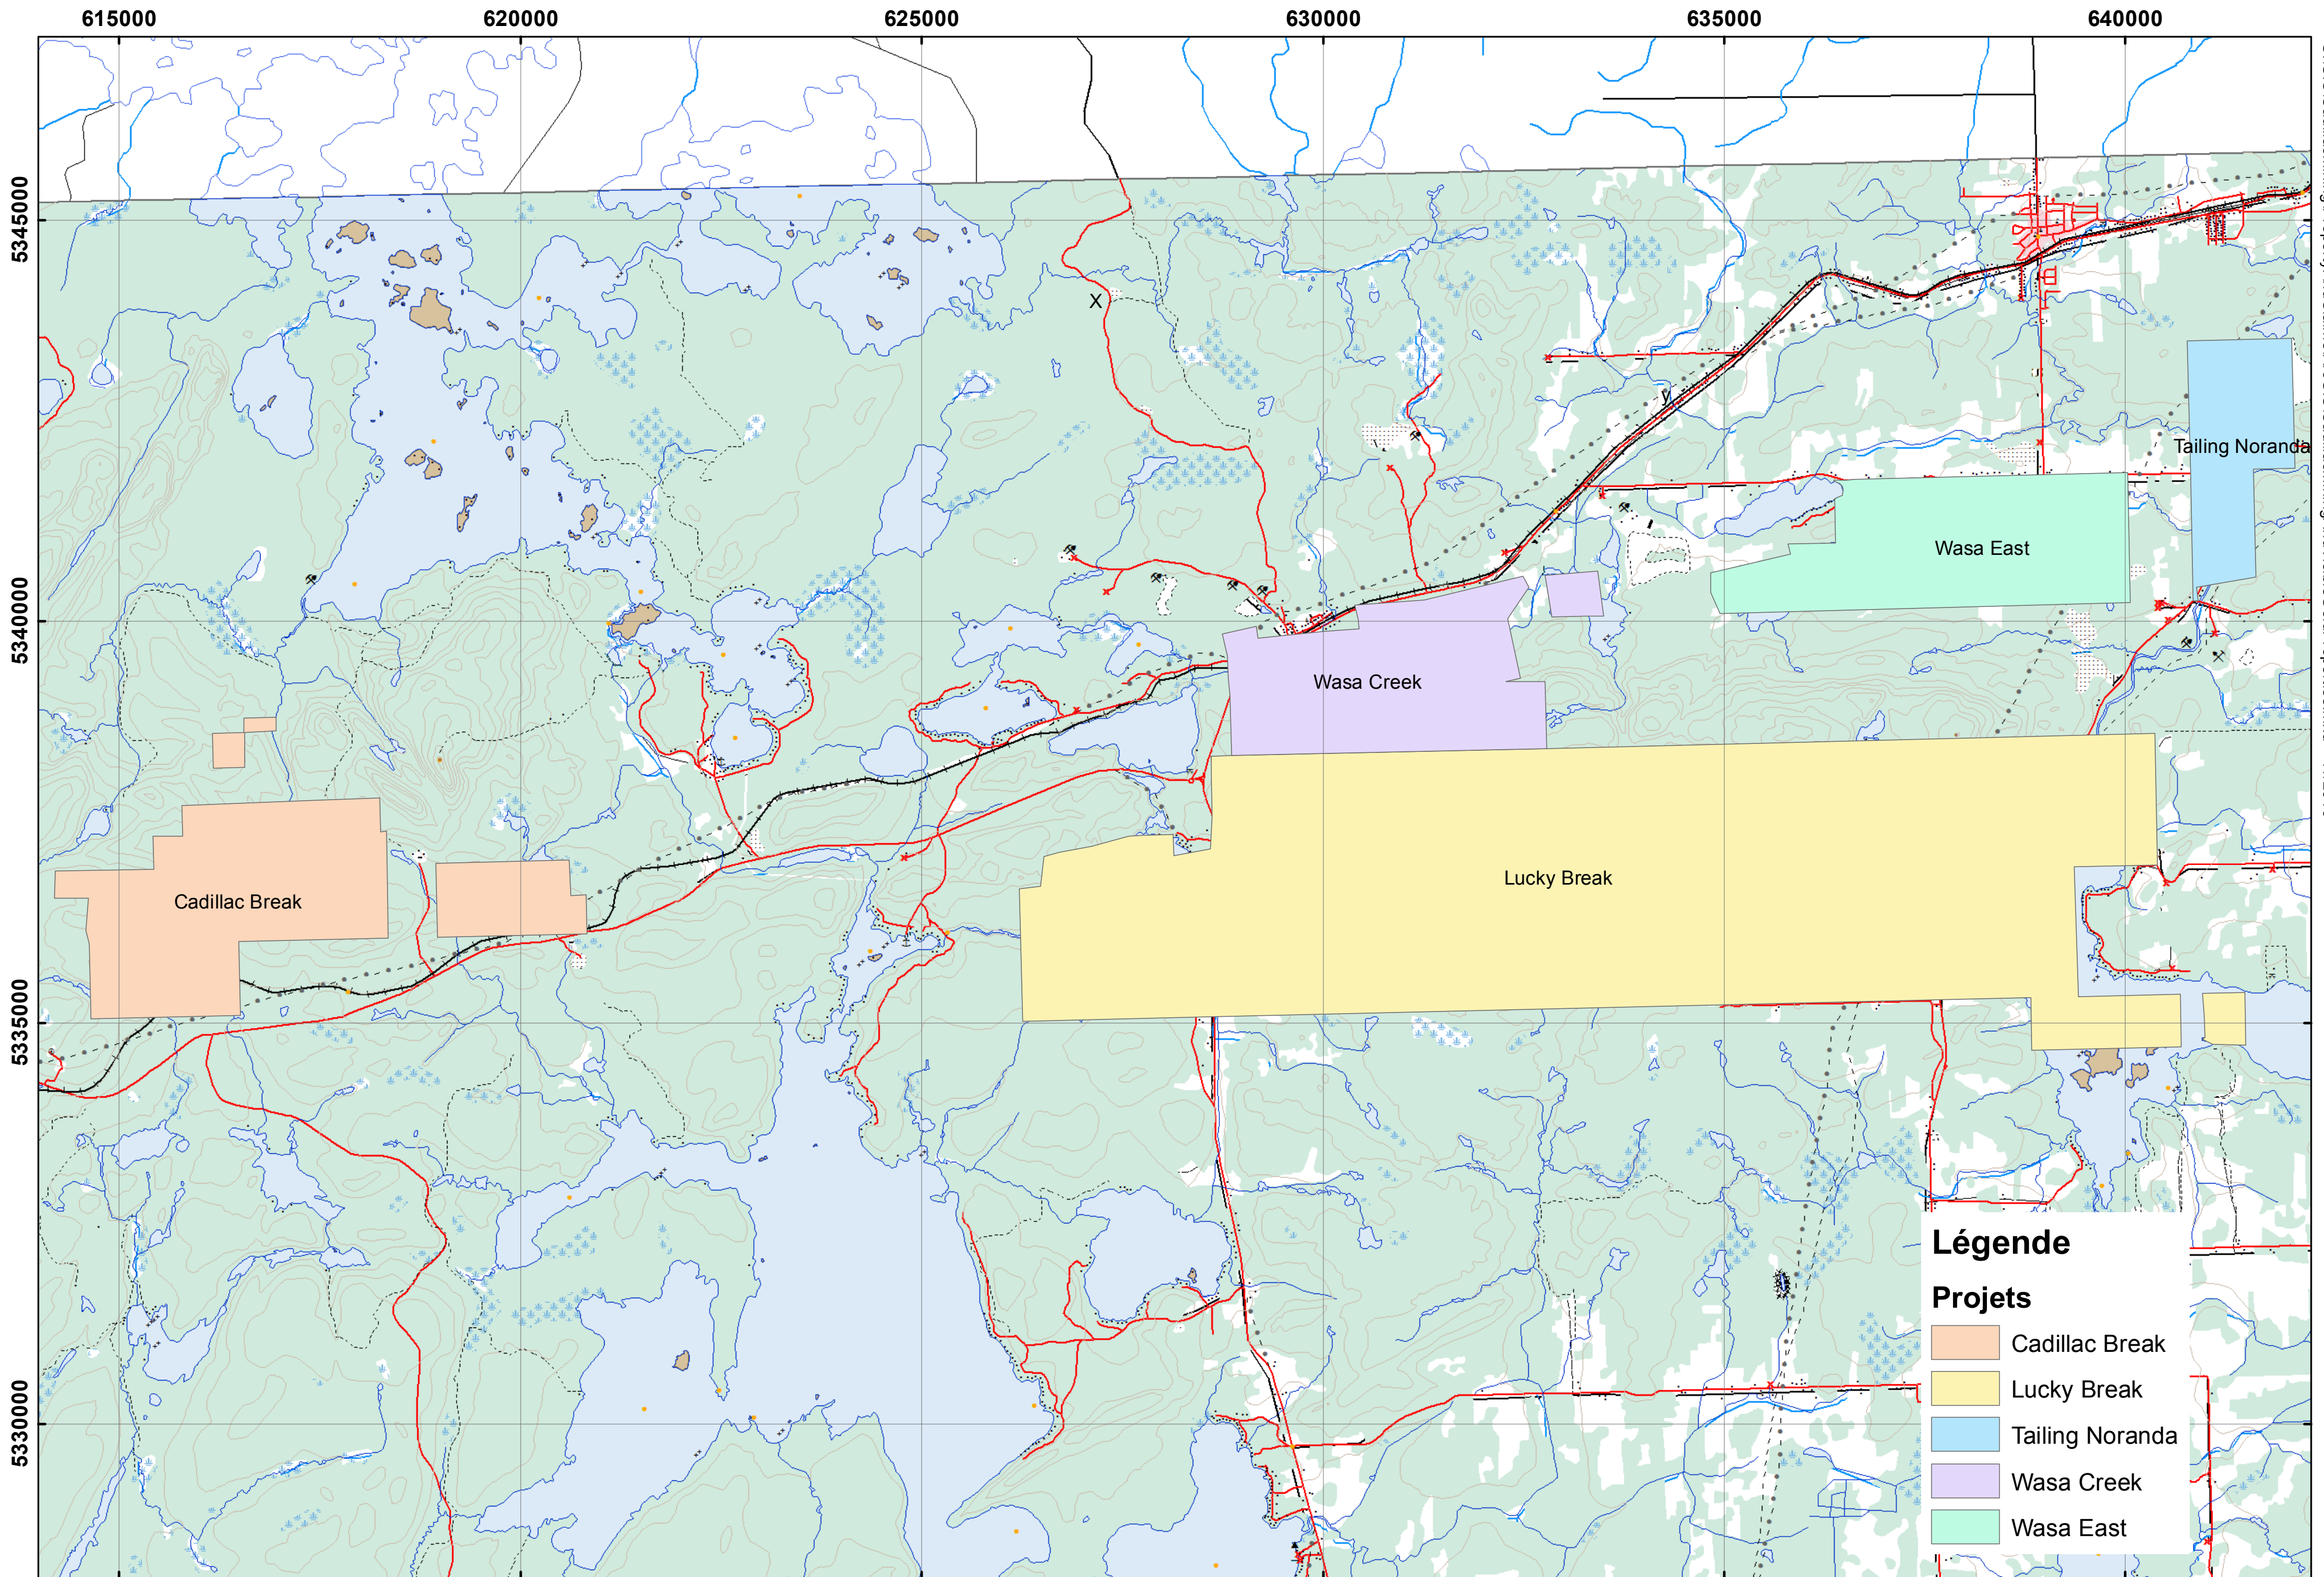 615000 620000 625000 630000 635000 640000
5345000
X
y
Tailing Noranda
Wasa East
5340000
Wasa Creek
Lucky Break
Cadillac Break
5335000
Légende
Projets
Cadillac Break
Lucky Break
5330000
Tailing Noranda
Wasa Creek
Wasa East